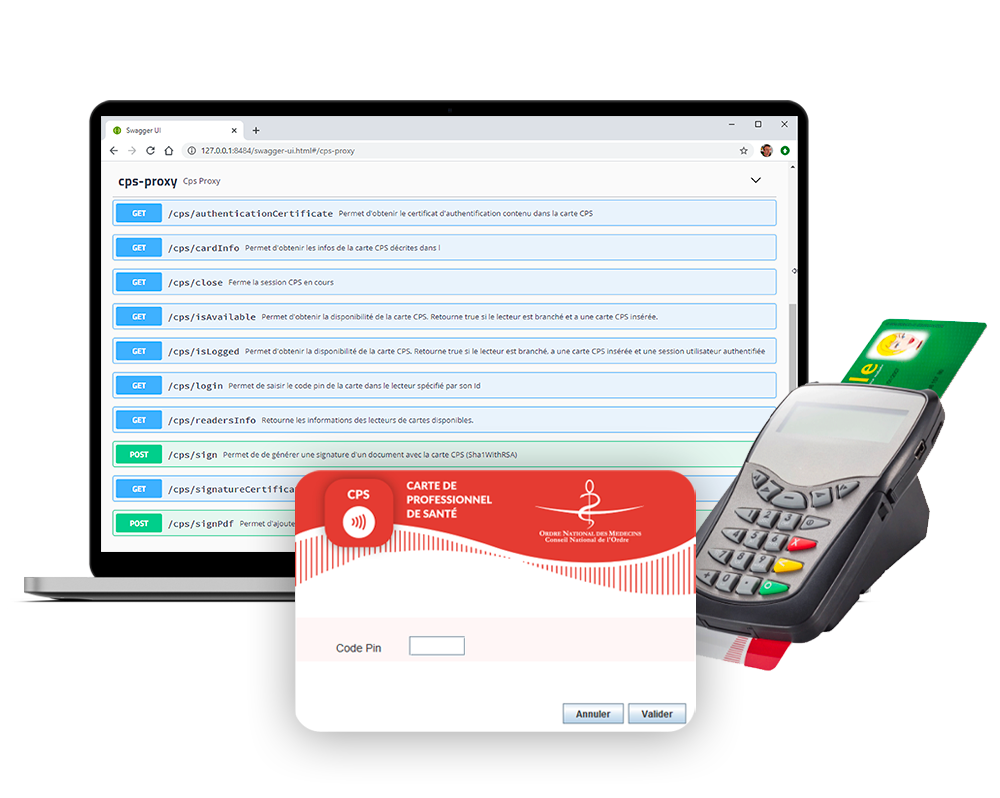 Swagger UI
127.0.0.1:8484/swagger-ui.html#/cps-proxy
cps-proxy Cps Proxy
GET /cps/authenticationCertificate Permet d'obtenir le certificat d'authentification contenu dans la carte CPS
GET /cps/cardInfo Permet d'obtenir les infos de la carte CPS décrites dans l
GET /cps/close Ferme la session CPS en cours
GET /cps/isAvailable Permet d'obtenir la disponibilité de la carte CPS. Retourne true si le lecteur est branché et a une carte CPS insérée.
GET /cps/isLogged Permet d'obtenir la disponibilité de la carte CPS. Retourne true si le lecteur est branché, a une carte CPS insérée et une session utilisateur authentifiée
GET /cps/login Permet de saisir le code pin de la carte dans le lecteur spécifié par son id
GET /cps/readersInfo Retourne les informations des lecteurs de cartes disponibles.
POST /cps/sign Permet de de générer une signature d'un document avec la carte CPS (Sha1WithRSA)
GET /cps/signatureCertifica
POST /cps/signPdf Permet d'ajoute
CPS
CARTE DE
PROFESSIONNEL
DE SANTÉ
ORDRE NATIONAL DES MEDECINS
Conseil National de l'Ordre
Code Pin
Annuler Valider
le